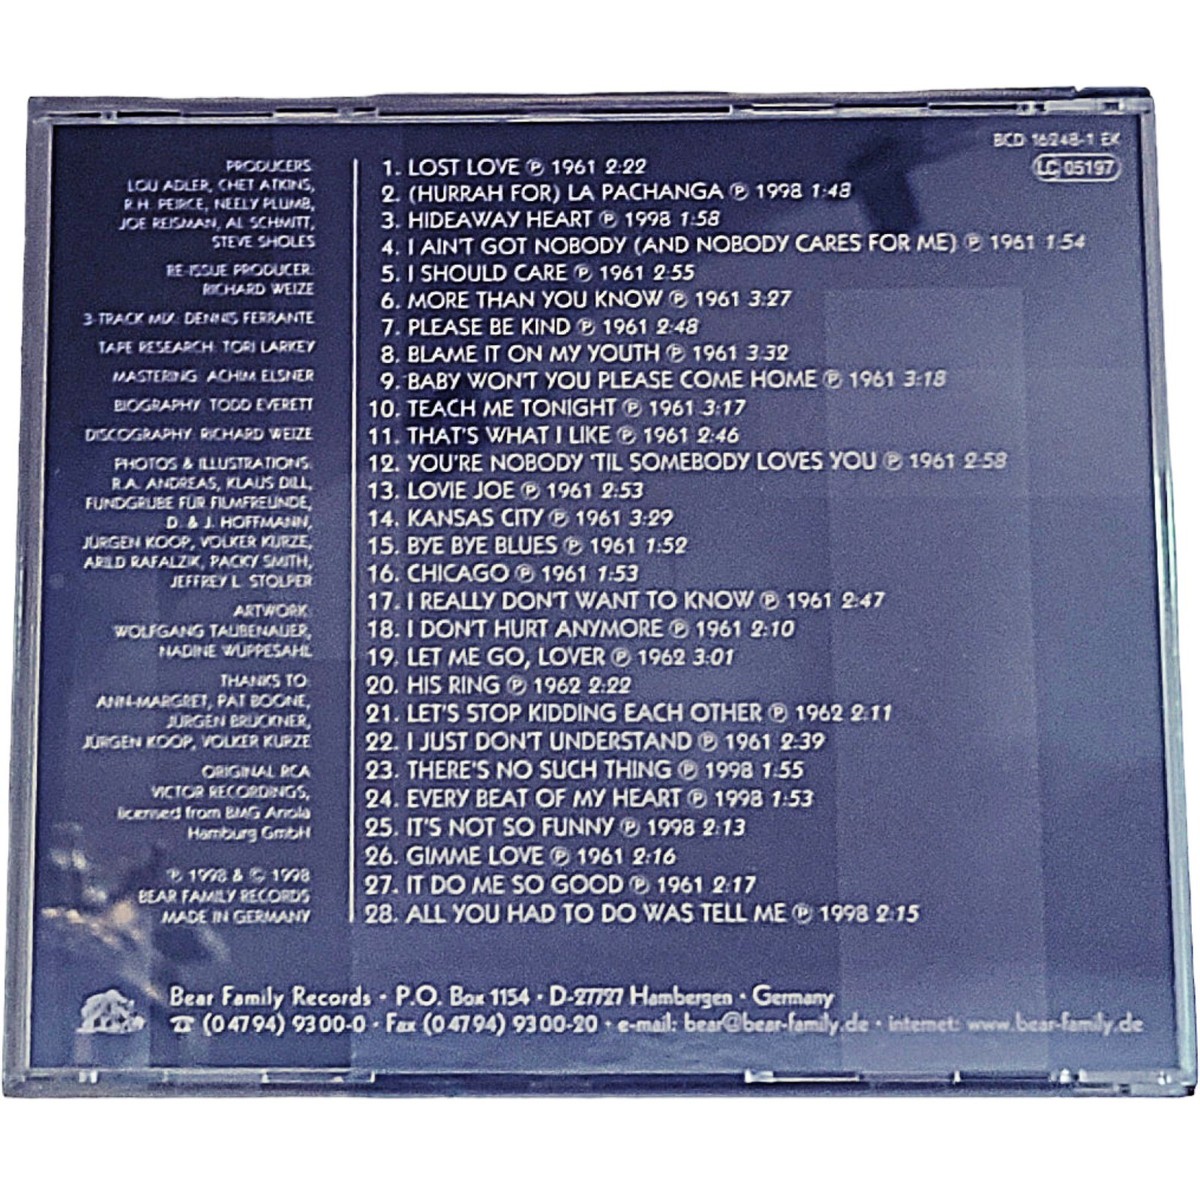 BCD 16248-1 EK
LC 05197
PRODUCERS:
LOU ADLER, CHET ATKINS,
R.H. PEIRCE, NEELY PLUMB,
JOE REISMAN, AL SCHMITT,
STEVE SHOLES
RE-ISSUE PRODUCER:
RICHARD WEIZE
3-TRACK MIX: DENNIS FERRANTE
TAPE RESEARCH: TORI LARKEY
MASTERING: ACHIM ELSNER
BIOGRAPHY: TODD EVERETT
DISCOGRAPHY: RICHARD WEIZE
PHOTOS & ILLUSTRATIONS:
R.A. ANDREAS, KLAUS DILL,
FUNDGRUBE FÜR FILMFREUNDE,
D. & J. HOFFMANN,
JÜRGEN KOOP, VOLKER KURZE,
ARILD RAFALZIK, PACKY SMITH,
JEFFREY L. STOLPER
ARTWORK:
WOLFGANG TAUBENAUER,
NADINE WÜPPESAHL
THANKS TO:
ANN-MARGRET, PAT BOONE,
JÜRGEN BRÜCKNER,
JÜRGEN KOOP, VOLKER KURZE
ORIGINAL RCA
VICTOR RECORDINGS,
licensed from BMG Ariola
Hamburg GmbH
℗ 1998 & © 1998
BEAR FAMILY RECORDS
MADE IN GERMANY
1. LOST LOVE ℗ 1961 2:22
2. (HURRAH FOR) LA PACHANGA ℗ 1998 1:48
3. HIDEAWAY HEART ℗ 1998 1:58
4. I AIN'T GOT NOBODY (AND NOBODY CARES FOR ME) ℗ 1961 1:54
5. I SHOULD CARE ℗ 1961 2:55
6. MORE THAN YOU KNOW ℗ 1961 3:27
7. PLEASE BE KIND ℗ 1961 2:48
8. BLAME IT ON MY YOUTH ℗ 1961 3:32
9. BABY WON'T YOU PLEASE COME HOME ℗ 1961 3:18
10. TEACH ME TONIGHT ℗ 1961 3:17
11. THAT'S WHAT I LIKE ℗ 1961 2:46
12. YOU'RE NOBODY 'TIL SOMEBODY LOVES YOU ℗ 1961 2:58
13. LOVIE JOE ℗ 1961 2:53
14. KANSAS CITY ℗ 1961 3:29
15. BYE BYE BLUES ℗ 1961 1:52
16. CHICAGO ℗ 1961 1:53
17. I REALLY DON'T WANT TO KNOW ℗ 1961 2:47
18. I DON'T HURT ANYMORE ℗ 1961 2:10
19. LET ME GO, LOVER ℗ 1962 3:01
20. HIS RING ℗ 1962 2:22
21. LET'S STOP KIDDING EACH OTHER ℗ 1962 2:11
22. I JUST DON'T UNDERSTAND ℗ 1961 2:39
23. THERE'S NO SUCH THING ℗ 1998 1:55
24. EVERY BEAT OF MY HEART ℗ 1998 1:53
25. IT'S NOT SO FUNNY ℗ 1998 2:13
26. GIMME LOVE ℗ 1961 2:16
27. IT DO ME SO GOOD ℗ 1961 2:17
28. ALL YOU HAD TO DO WAS TELL ME ℗ 1998 2:15
Bear Family Records · P.O. Box 1154 · D-27727 Hambergen · Germany
☎ (0 47 94) 93 00-0 · Fax (0 47 94) 93 00-20 · e-mail: bear@bear-family.de · internet: www.bear-family.de